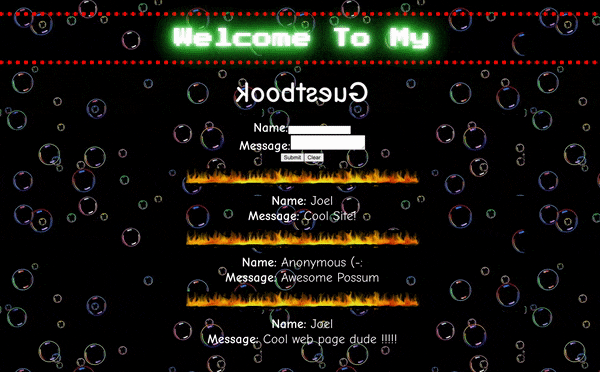 Welcome To My
Guestbook
Name:
Message:
Submit Clear
Name: Joel
Message: Cool Site!
Name: Anonymous (-:
Message: Awesome Possum
Name: Joel
Message: Cool web page dude !!!!!